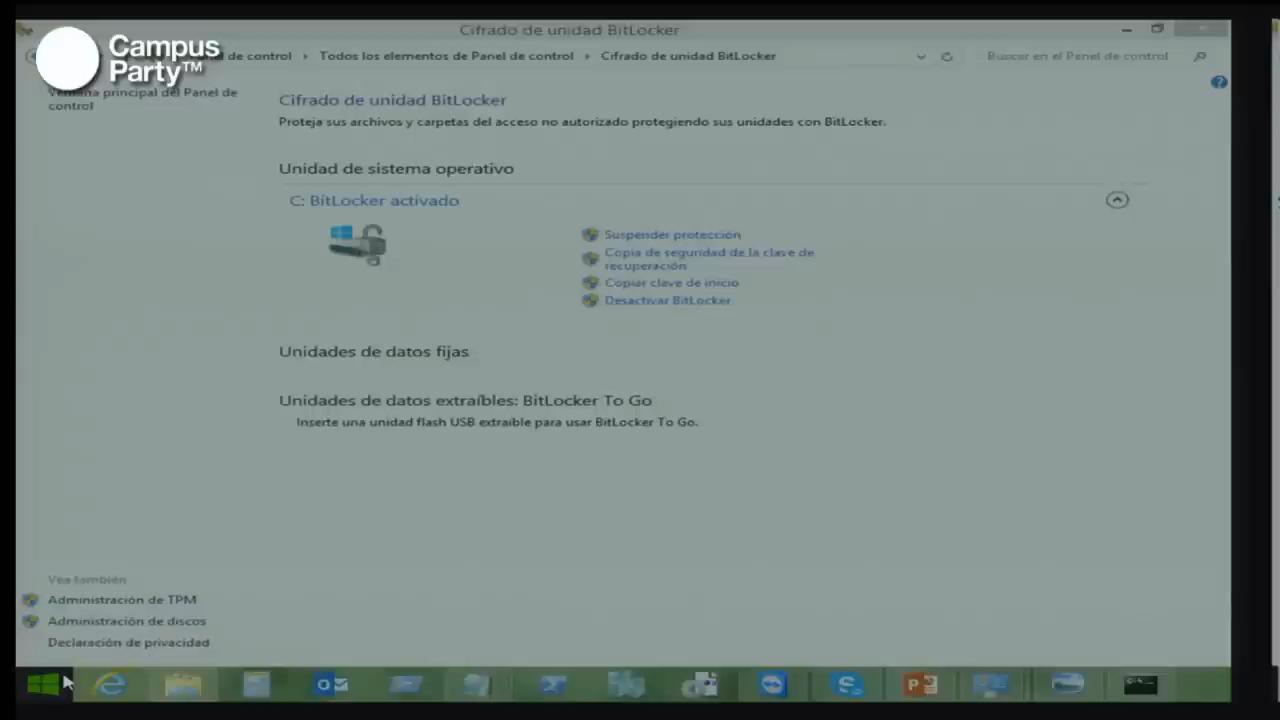 Cifrado de unidad BitLocker
Campus
Party™
de control › Todos los elementos de Panel de control › Cifrado de unidad BitLocker
Buscar en el Panel de control
Ventana principal del Panel de
control
Cifrado de unidad BitLocker
Proteja sus archivos y carpetas del acceso no autorizado protegiendo sus unidades con BitLocker.
Unidad de sistema operativo
C: BitLocker activado
Suspender protección
Copia de seguridad de la clave de
recuperación
Copiar clave de inicio
Desactivar BitLocker
Unidades de datos fijas
Unidades de datos extraíbles: BitLocker To Go
Inserte una unidad flash USB extraíble para usar BitLocker To Go.
Vea también
Administración de TPM
Administración de discos
Declaración de privacidad